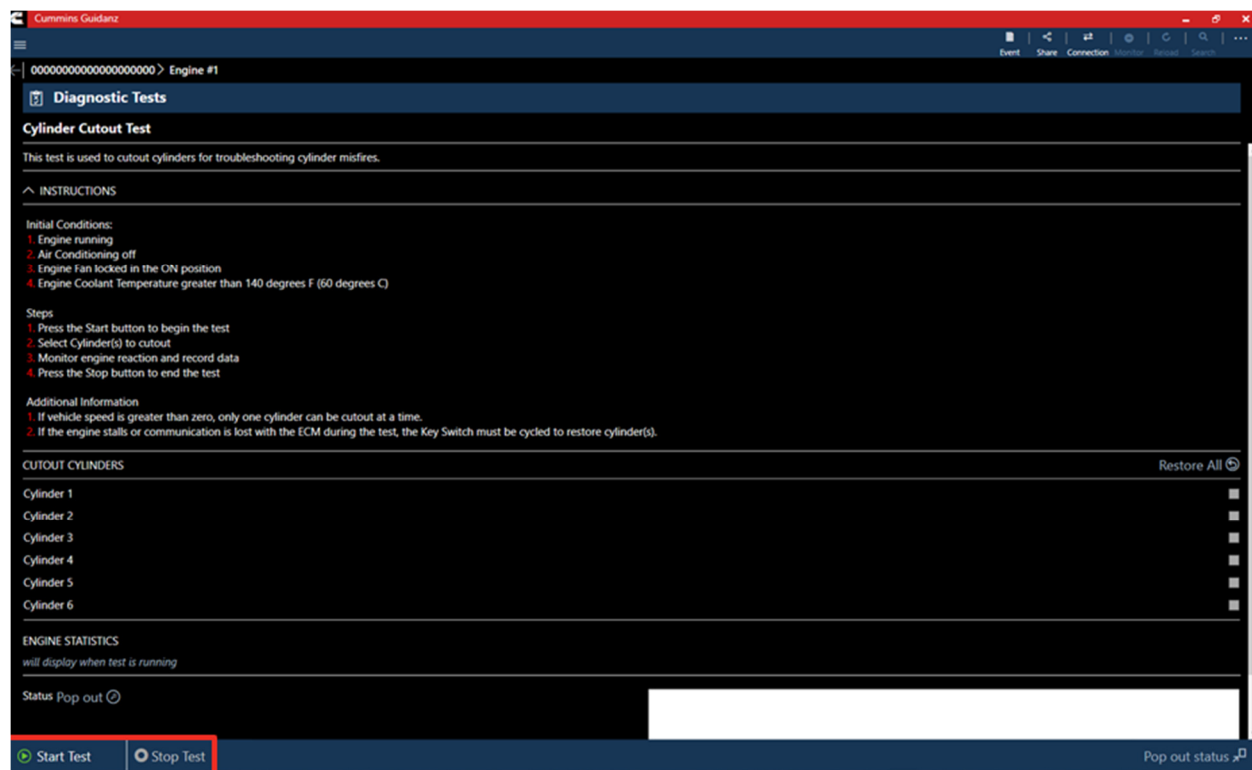 Cummins Guidanz
Event Share Connection Monitor Reload Search
00000000000000000000 > Engine #1
Diagnostic Tests
Cylinder Cutout Test
This test is used to cutout cylinders for troubleshooting cylinder misfires.
INSTRUCTIONS
Initial Conditions:
1. Engine running
2. Air Conditioning off
3. Engine Fan locked in the ON position
4. Engine Coolant Temperature greater than 140 degrees F (60 degrees C)
Steps
1. Press the Start button to begin the test
2. Select Cylinder(s) to cutout
3. Monitor engine reaction and record data
4. Press the Stop button to end the test
Additional Information
1. If vehicle speed is greater than zero, only one cylinder can be cutout at a time.
2. If the engine stalls or communication is lost with the ECM during the test, the Key Switch must be cycled to restore cylinder(s).
CUTOUT CYLINDERS Restore All
Cylinder 1
Cylinder 2
Cylinder 3
Cylinder 4
Cylinder 5
Cylinder 6
ENGINE STATISTICS
will display when test is running
Status Pop out
Start Test Stop Test Pop out status